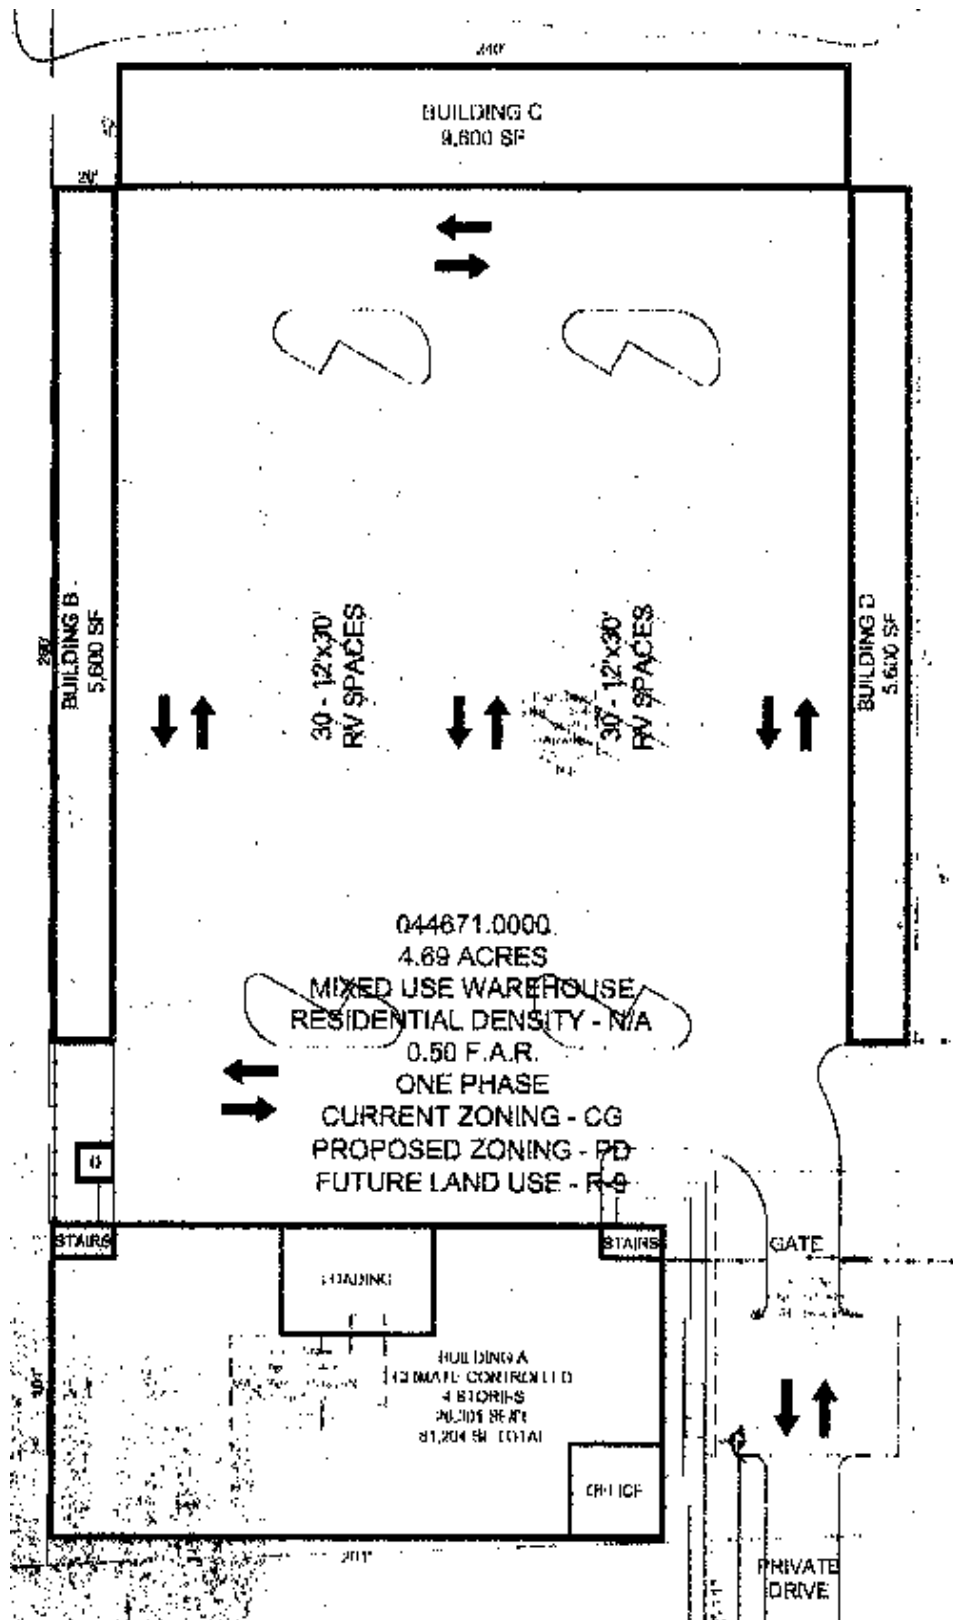 240'
BUILDING C
9,600 SF
20'
BUILDING B
5,600 SF
30 - 12'x30'
RV SPACES
30 - 12'x30'
RV SPACES
BUILDING D
5,600 SF
044671.0000
4.69 ACRES
MIXED USE WAREHOUSE
RESIDENTIAL DENSITY - N/A
0.50 F.A.R.
ONE PHASE
CURRENT ZONING - CG
PROPOSED ZONING - PD
FUTURE LAND USE - R-9
STAIRS
LOADING
STAIRS
GATE
BUILDING A
CLIMATE CONTROLLED
4 STORIES
81,204 SF TOTAL
OFFICE
201'
PRIVATE
DRIVE